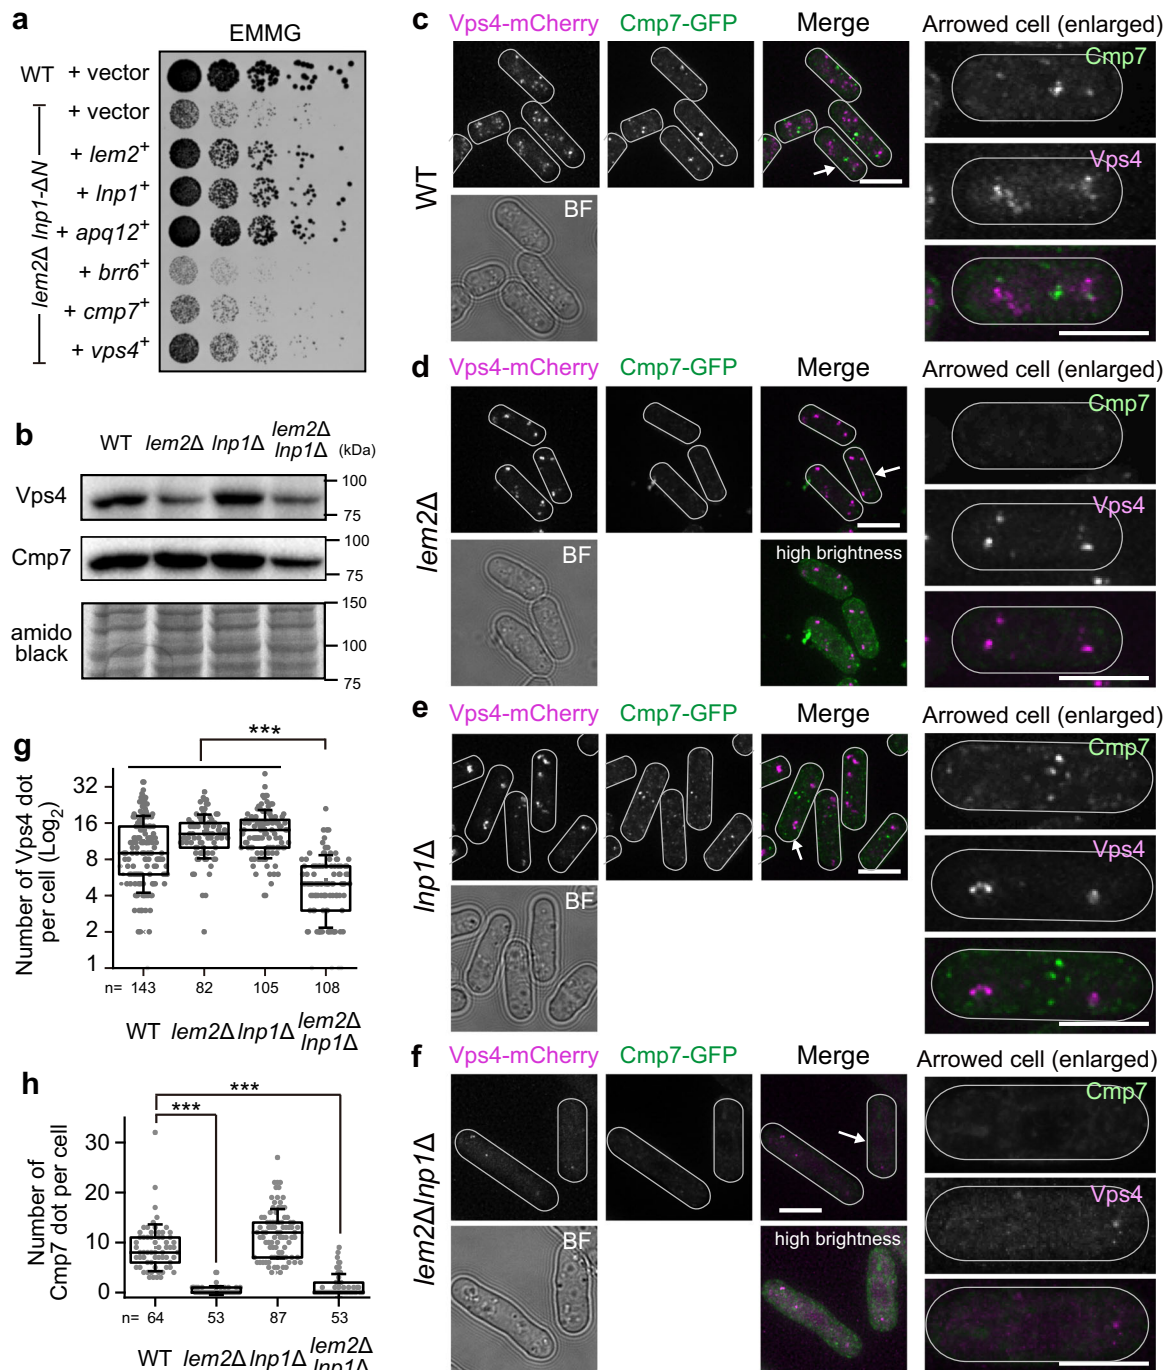 a
EMMG
WT + vector
+ vector
+ lem2+
+ lnp1+
+ apq12+
+ brr6+
+ cmp7+
+ vps4+
lem2Δ lnp1-ΔN
b
WT lem2Δ lnp1Δ lem2Δ lnp1Δ (kDa)
Vps4
100
75
Cmp7
100
75
amido black
150
100
75
c
Vps4-mCherry Cmp7-GFP Merge Arrowed cell (enlarged)
WT
BF
Cmp7
Vps4
d
Vps4-mCherry Cmp7-GFP Merge Arrowed cell (enlarged)
lem2Δ
BF
high brightness
Cmp7
Vps4
e
Vps4-mCherry Cmp7-GFP Merge Arrowed cell (enlarged)
lnp1Δ
BF
Cmp7
Vps4
f
Vps4-mCherry Cmp7-GFP Merge Arrowed cell (enlarged)
lem2Δlnp1Δ
BF
high brightness
Cmp7
Vps4
g
***
Number of Vps4 dot
per cell (Log2)
32
16
8
4
2
1
n= 143 82 105 108
WT lem2Δ lnp1Δ lem2Δ
lnp1Δ
h
***
***
Number of
Cmp7 dot per cell
30
20
10
0
n= 64 53 87 53
WT lem2Δ lnp1Δ lem2Δ
lnp1Δ